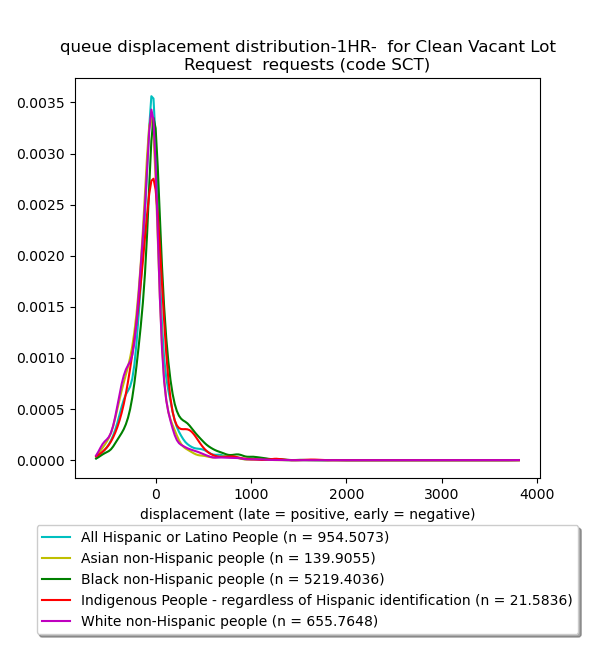 queue displacement distribution-1HR-  for Clean Vacant Lot
Request  requests (code SCT)
0.0035
0.0030
0.0025
0.0020
0.0015
0.0010
0.0005
0.0000
0 1000 2000 3000 4000
displacement (late = positive, early = negative)
All Hispanic or Latino People (n = 954.5073)
Asian non-Hispanic people (n = 139.9055)
Black non-Hispanic people (n = 5219.4036)
Indigenous People - regardless of Hispanic identification (n = 21.5836)
White non-Hispanic people (n = 655.7648)